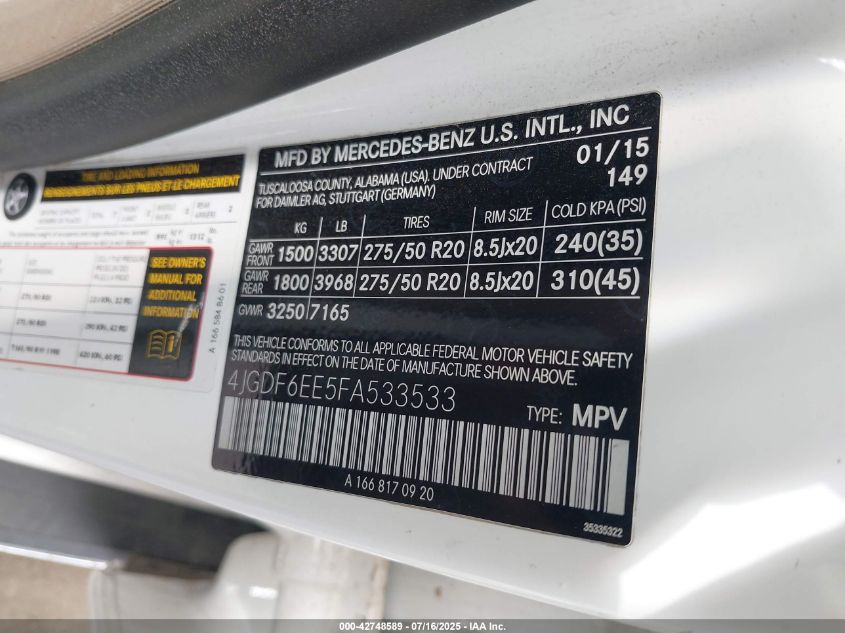 MFD BY MERCEDES-BENZ U.S. INTL., INC
TUSCALOOSA COUNTY, ALABAMA (USA). UNDER CONTRACT
FOR DAIMLER AG, STUTTGART (GERMANY)
01/15
149
KG LB TIRES RIM SIZE COLD KPA(PSI)
GAWR FRONT 1500 3307 275/50 R20 8.5Jx20 240(35)
GAWR REAR 1800 3968 275/50 R20 8.5Jx20 310(45)
GVWR 3250 7165
THIS VEHICLE CONFORMS TO ALL APPLICABLE FEDERAL MOTOR VEHICLE SAFETY
STANDARDS IN EFFECT ON THE DATE OF MANUFACTURE SHOWN ABOVE.
4JGDF6EE5FA533533
TYPE: MPV
A 166 817 09 20
35335322
TIRE AND LOADING INFORMATION
RENSEIGNEMENTS SUR LES PNEUS ET LE CHARGEMENT
SEE OWNER'S
MANUAL FOR
ADDITIONAL
INFORMATION
A 166 584 86 01
000-42748589 - 07/16/2025 - IAA Inc.